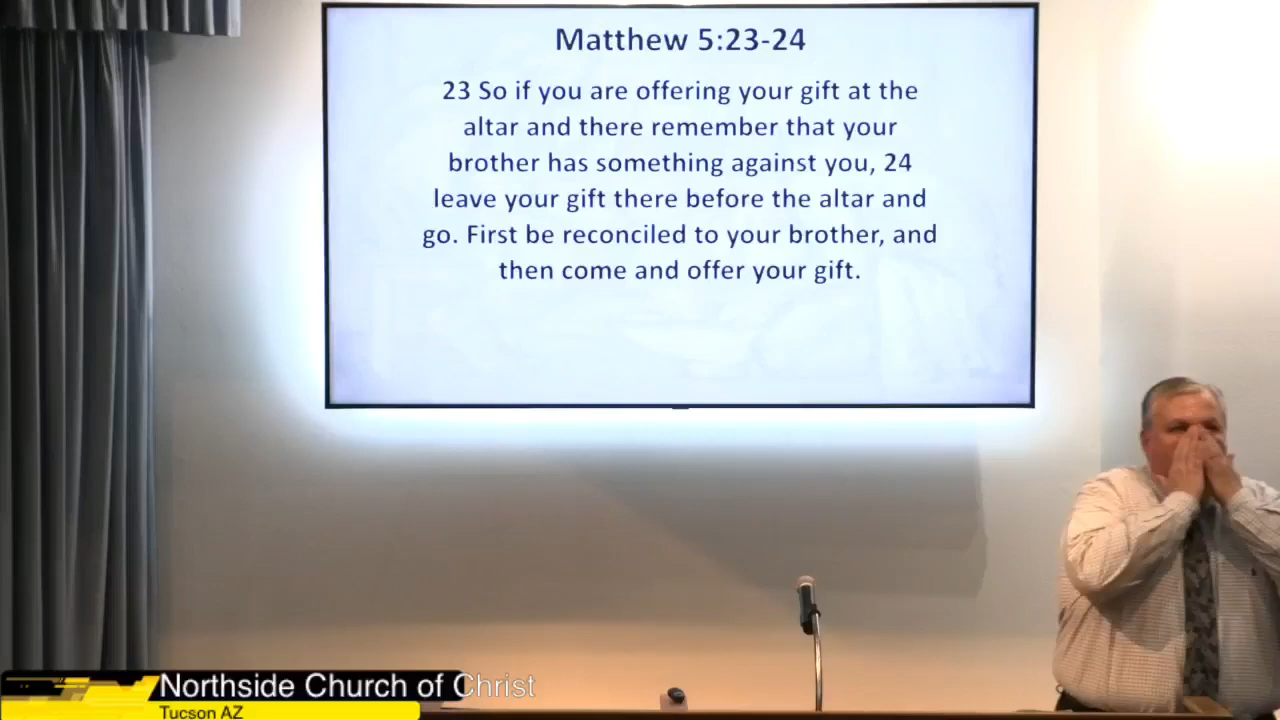 Matthew 5:23-24
23 So if you are offering your gift at the
altar and there remember that your
brother has something against you, 24
leave your gift there before the altar and
go. First be reconciled to your brother, and
then come and offer your gift.
Northside Church of Christ
Tucson AZ